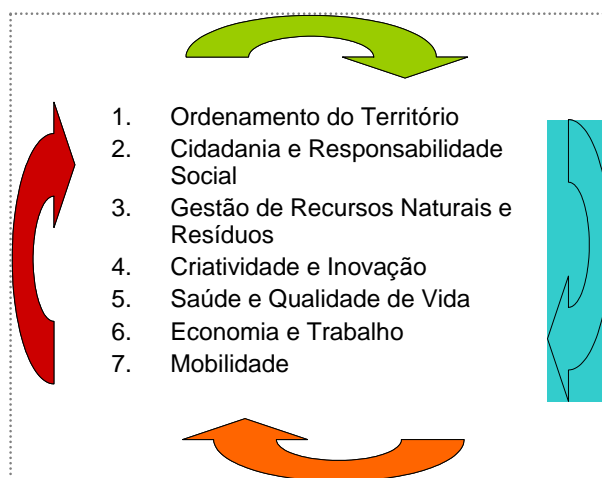 1. Ordenamento do Território
2. Cidadania e Responsabilidade
Social
3. Gestão de Recursos Naturais e
Resíduos
4. Criatividade e Inovação
5. Saúde e Qualidade de Vida
6. Economia e Trabalho
7. Mobilidade